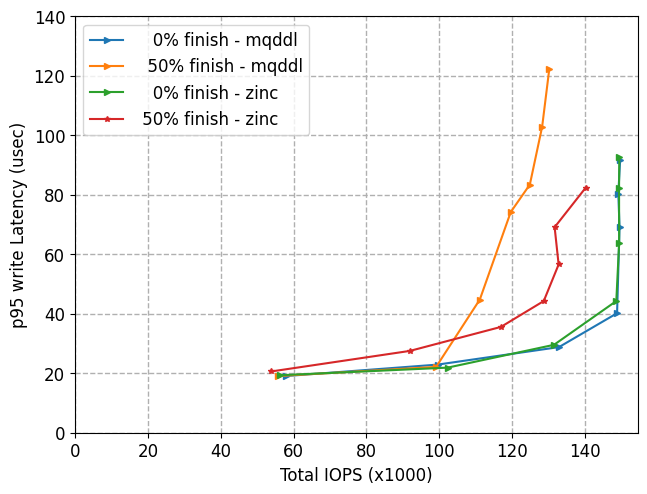 140
120
100
80
60
40
20
0
p95 write Latency (usec)
0% finish - mqddl
50% finish - mqddl
0% finish - zinc
50% finish - zinc
0 20 40 60 80 100 120 140
Total IOPS (x1000)